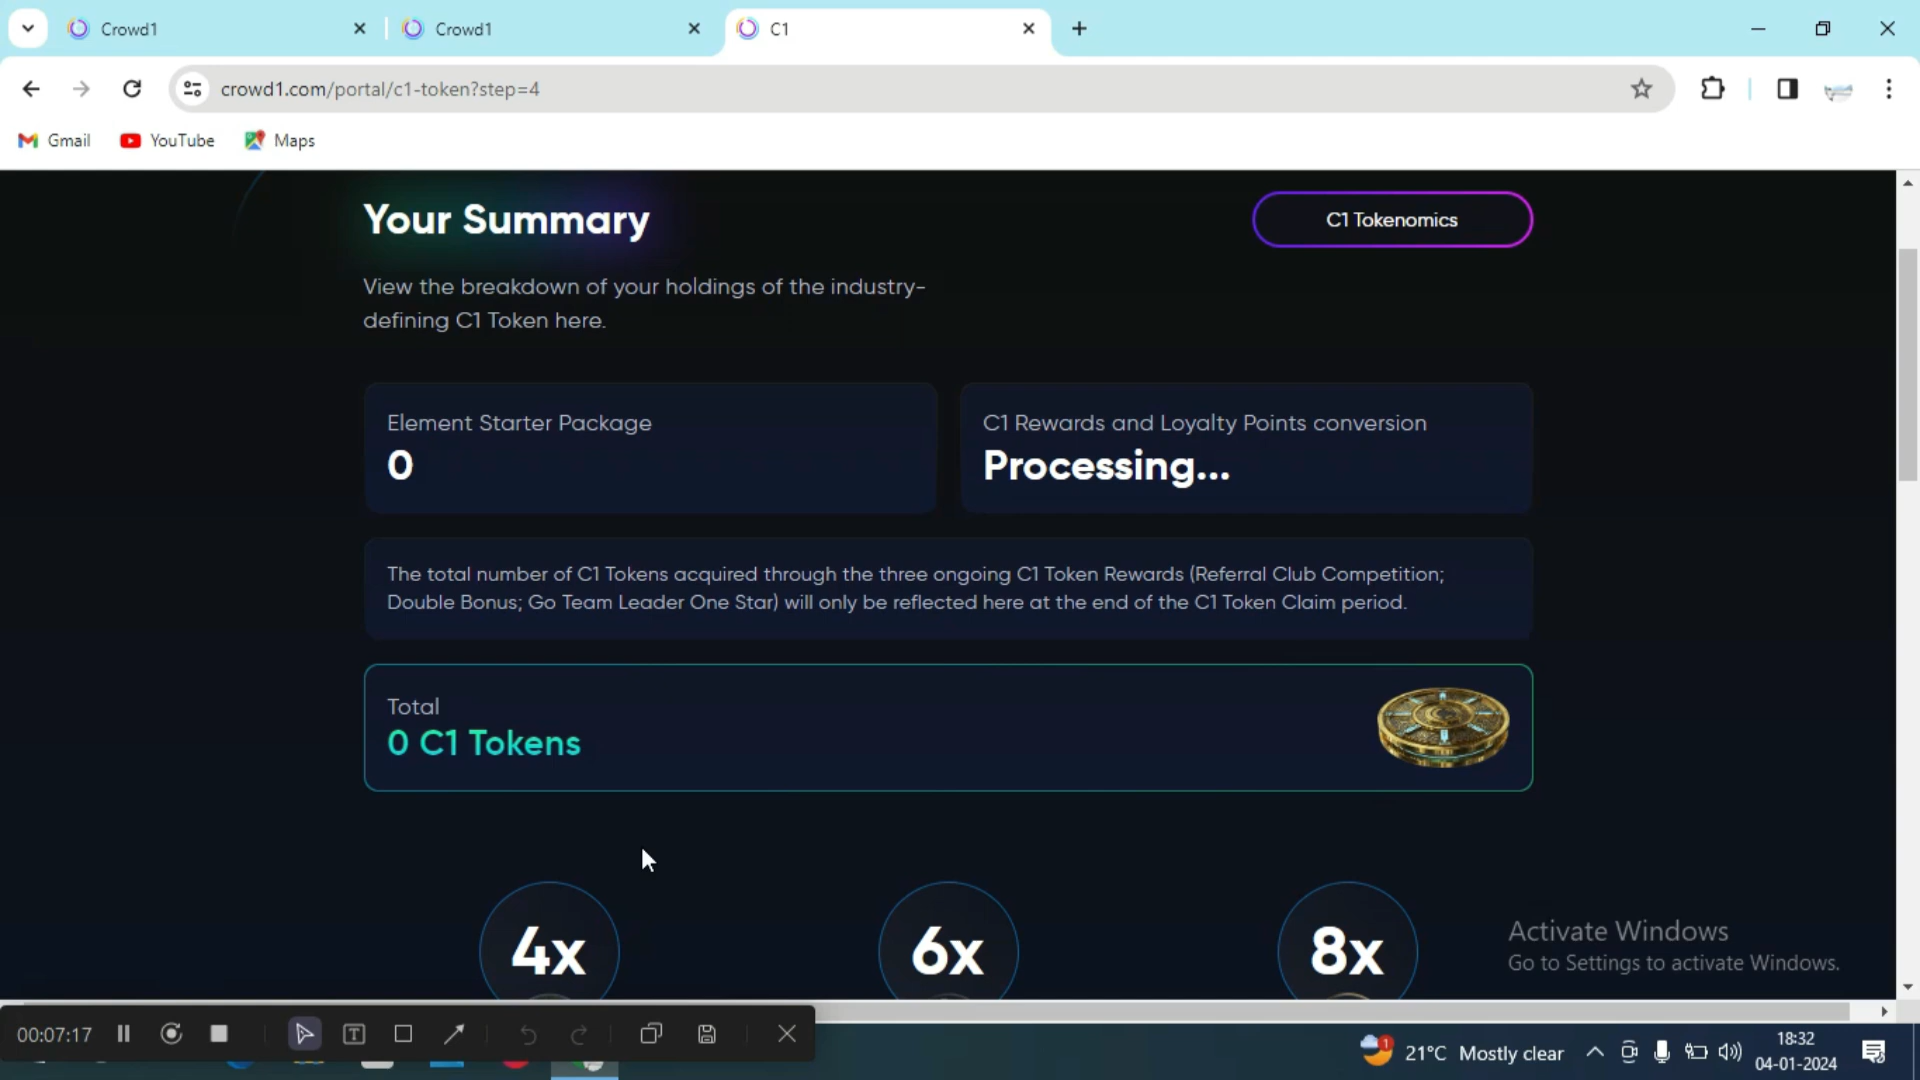 Crowd1
Crowd1
C1
crowd1.com/portal/c1-token?step=4
Gmail
YouTube
Maps
Your Summary
C1 Tokenomics
View the breakdown of your holdings of the industry-
defining C1 Token here.
Element Starter Package
0
C1 Rewards and Loyalty Points conversion
Processing...
The total number of C1 Tokens acquired through the three ongoing C1 Token Rewards (Referral Club Competition;
Double Bonus; Go Team Leader One Star) will only be reflected here at the end of the C1 Token Claim period.
Total
0 C1 Tokens
4x
6x
8x
Activate Windows
Go to Settings to activate Windows.
00:07:17
T
1
21°C Mostly clear
18:32
04-01-2024